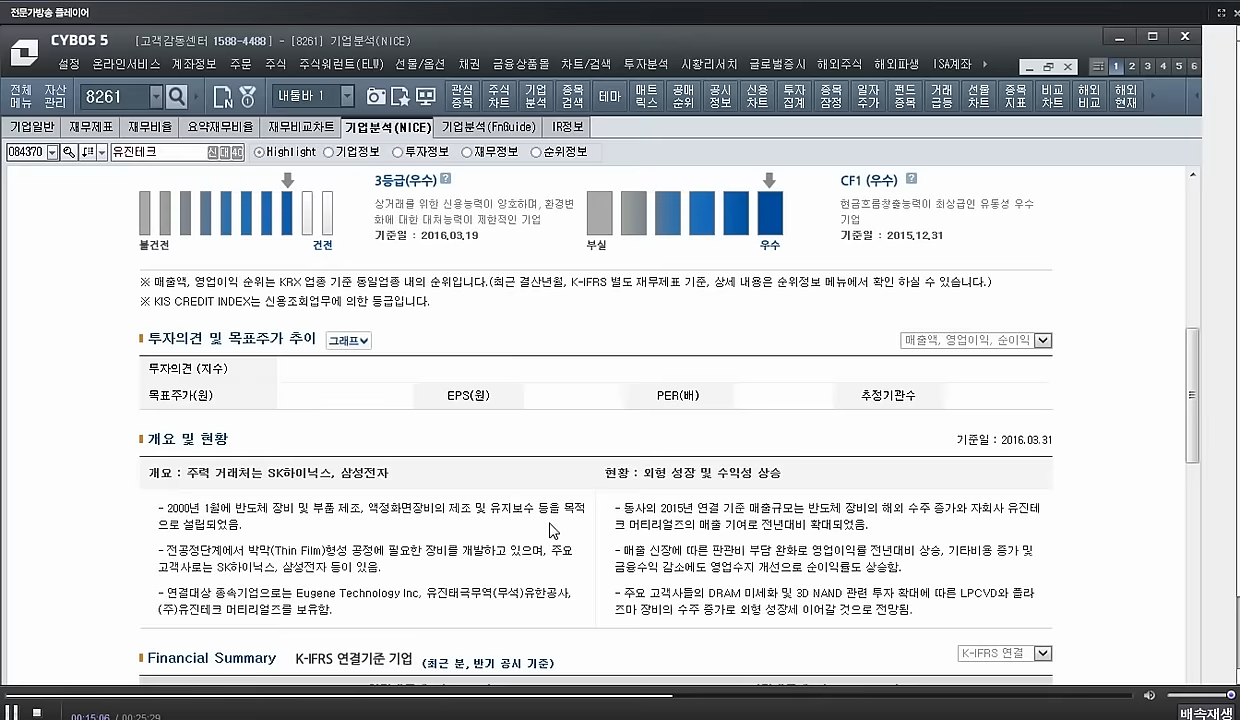 전문가방송 플레이어
CYBOS 5 [고객감동센터 1588-4488] - [8261] 기업분석(NICE)
설정 온라인서비스 계좌정보 주문 주식 주식워런트(ELW) 선물/옵션 채권 금융상품몰 차트/검색 투자분석 시황리서치 글로벌증시 해외주식 해외파생 ISA계좌
1 2 3 4 5 6
전체메뉴 자산관리 8261 내툴바 1 관심종목 주식차트 기업분석 종목검색 테마 매트릭스 공매순위 공시정보 신용차트 투자집계 종목잔정 일자주가 펀드종목 거래급등 선물차트 종목지표 비교차트 해외비교 해외현재
기업일반 재무제표 재무비율 요약재무비율 재무비교차트 기업분석(NICE) 기업분석(FnGuide) IR정보
084370 유진테크 신 대 40 Highlight 기업정보 투자정보 재무정보 순위정보
3등급(우수) ? CF1 (우수) ?
상거래를 위한 신용능력이 양호하며, 환경변
화에 대한 대처능력이 제한적인 기업
기준일 : 2016.03.19
현금흐름창출능력이 최상급인 유동성 우수
기업
기준일 : 2015.12.31
불건전 건전 부실 우수
※ 매출액, 영업이익 순위는 KRX 업종 기준 동일업종 내의 순위입니다.(최근 결산년월, K-IFRS 별도 재무제표 기준, 상세 내용은 순위정보 메뉴에서 확인 하실 수 있습니다.)
※ KIS CREDIT INDEX는 신용조회업무에 의한 등급입니다.
투자의견 및 목표주가 추이 그래프 매출액, 영업이익, 순이익
투자의견 (지수)
목표주가(원) EPS(원) PER(배) 추정기관수
개요 및 현황 기준일 : 2016.03.31
개요 : 주력 거래처는 SK하이닉스, 삼성전자
- 2000년 1월에 반도체 장비 및 부품 제조, 액정화면장비의 제조 및 유지보수 등을 목적
으로 설립되었음.
- 전공정단계에서 박막(Thin Film)형성 공정에 필요한 장비를 개발하고 있으며, 주요
고객사로는 SK하이닉스, 삼성전자 등이 있음.
- 연결대상 종속기업으로는 Eugene Technology Inc, 유진태극무역(무석)유한공사,
(주)유진테크 머티리얼즈를 보유함.
현황 : 외형 성장 및 수익성 상승
- 동사의 2015년 연결 기준 매출규모는 반도체 장비의 해외 수주 증가와 자회사 유진테
크 머티리얼즈의 매출 기여로 전년대비 확대되었음.
- 매출 신장에 따른 판관비 부담 완화로 영업이익률 전년대비 상승, 기타비용 증가 및
금융수익 감소에도 영업수지 개선으로 순이익률도 상승함.
- 주요 고객사들의 DRAM 미세화 및 3D NAND 관련 투자 확대에 따른 LPCVD와 플라
즈마 장비의 수주 증가로 외형 성장세 이어갈 것으로 전망됨.
Financial Summary K-IFRS 연결기준 기업 (최근 분,반기 공시 기준) K-IFRS 연결
00:15:06 / 00:25:29 배속재생